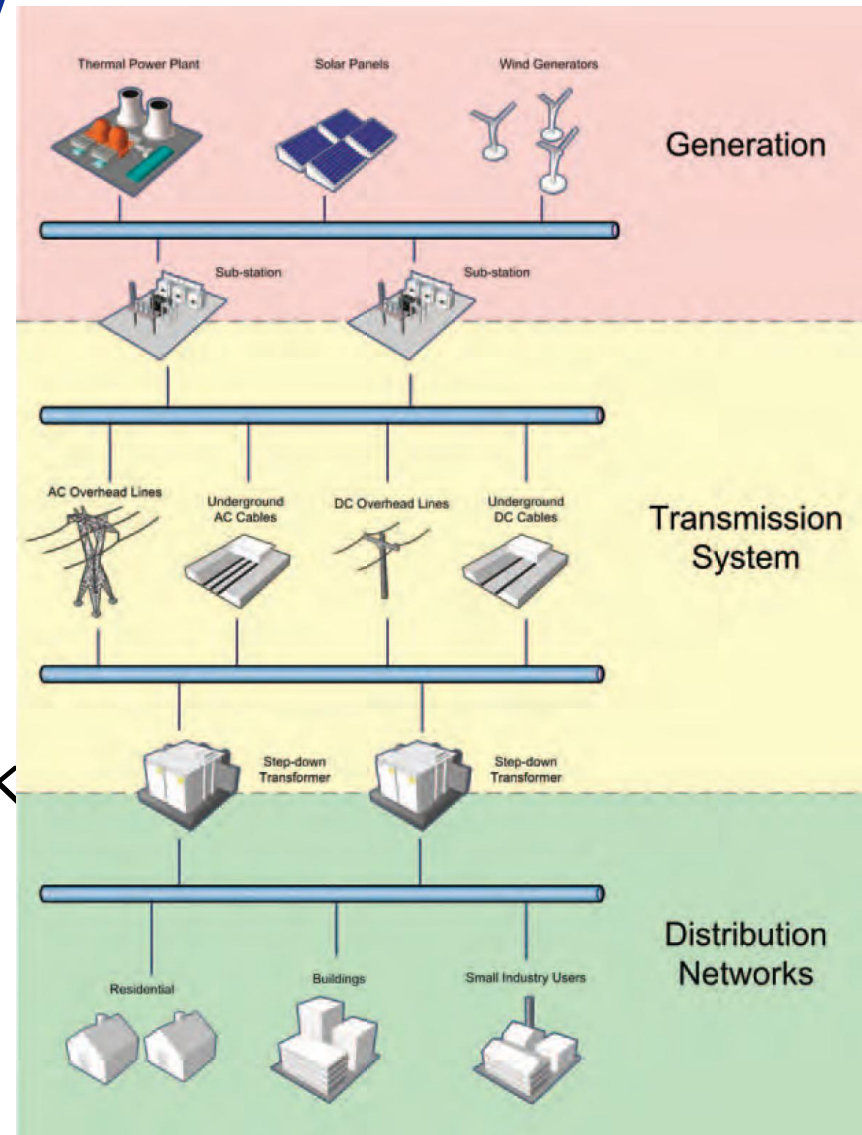 Thermal Power Plant
Solar Panels
Wind Generators
Generation
Sub-station
Sub-station
AC Overhead Lines
Underground
AC Cables
DC Overhead Lines
Underground
DC Cables
Transmission
System
Step-down
Transformer
Step-down
Transformer
Distribution
Networks
Residential
Buildings
Small Industry Users